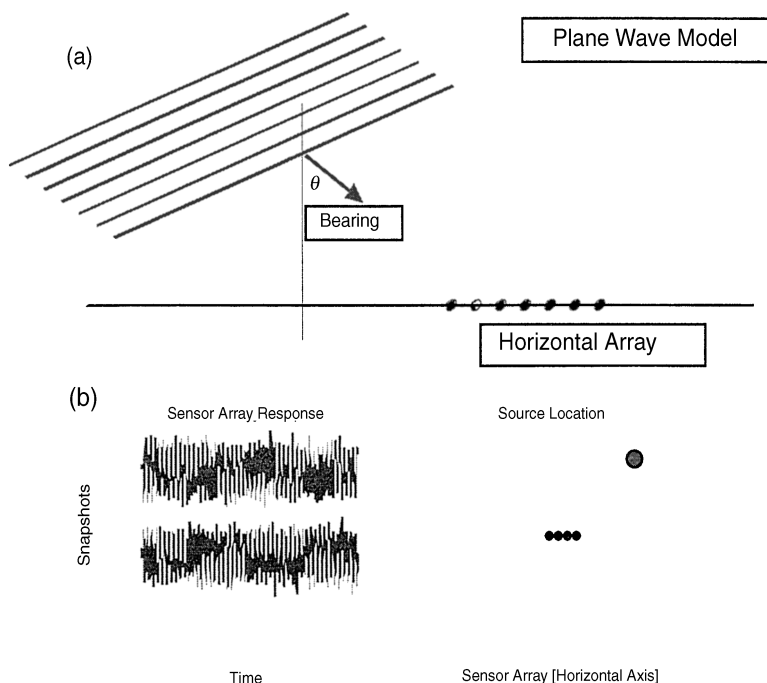 Plane Wave Model
(a)
θ
Bearing
Horizontal Array
(b)
Sensor Array Response
Source Location
Snapshots
Time
Sensor Array [Horizontal Axis]